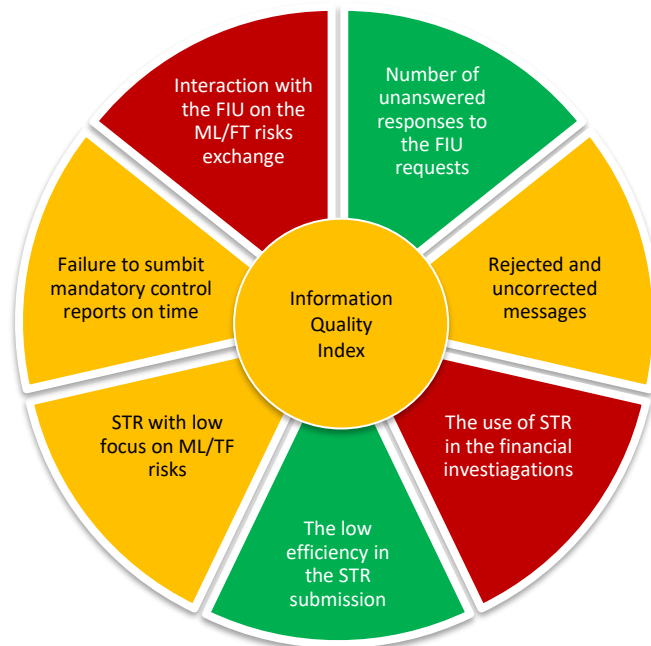 Interaction with
the FIU on the
ML/FT risks
exchange
Number of
unanswered
responses to
the FIU
requests
Failure to sumbit
mandatory control
reports on time
Information
Quality
Index
Rejected and
uncorrected
messages
STR with low
focus on ML/TF
risks
The use of STR
in the financial
investiagations
The low
efficiency in
the STR
submission